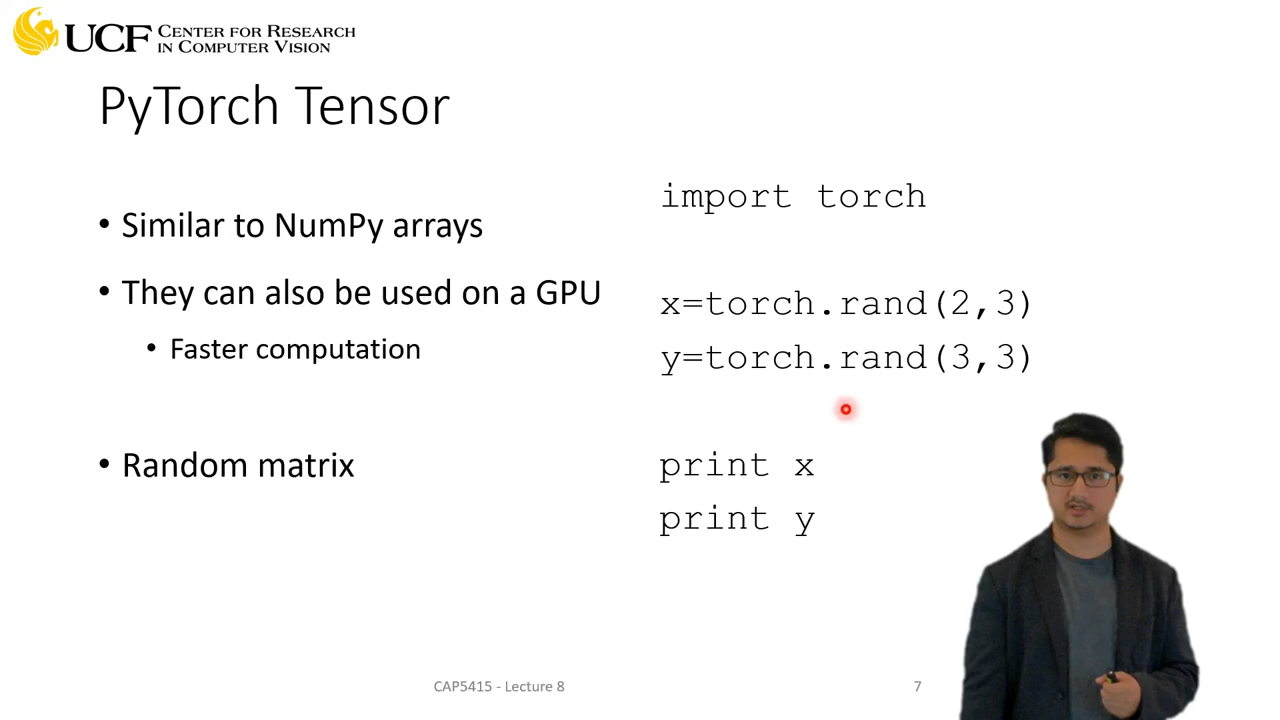 UCF CENTER FOR RESEARCH
IN COMPUTER VISION
PyTorch Tensor
• Similar to NumPy arrays
• They can also be used on a GPU
• Faster computation
• Random matrix
import torch
x=torch.rand(2,3)
y=torch.rand(3,3)
print x
print y
CAP5415 - Lecture 8
7